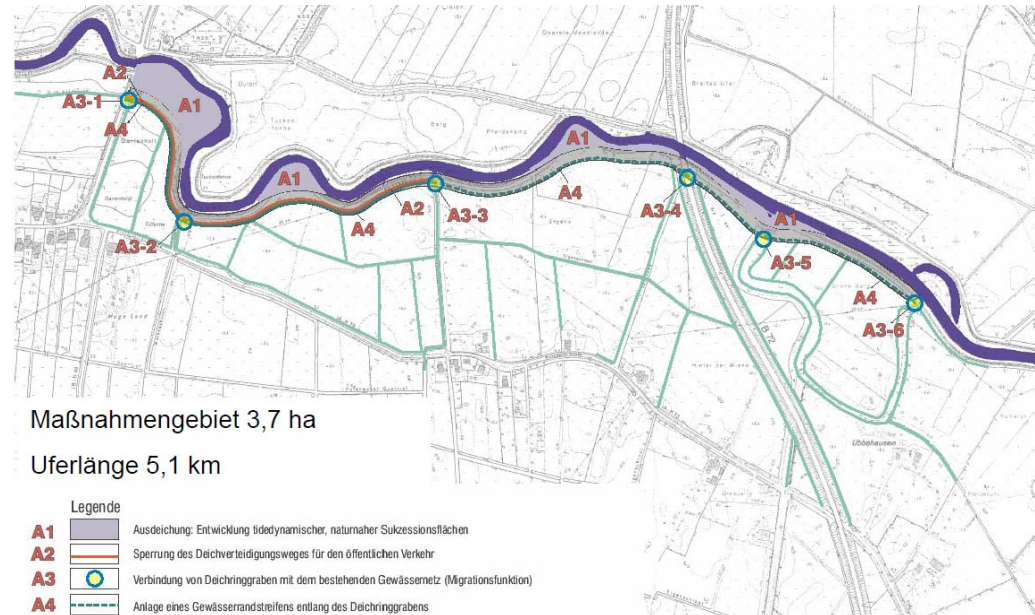 A2
A3-1
A1
A4
A1
A1
A3-2
A4
A2
A3-3
A4
A3-4
A1
A3-5
A4
A3-6
B 72
Ubbehausen
Maßnahmengebiet 3,7 ha
Uferlänge 5,1 km
Legende
A1 Ausdeichung: Entwicklung tidedynamischer, naturnaher Sukzessionsflächen
A2 Sperrung des Deichverteidigungsweges für den öffentlichen Verkehr
A3 Verbindung von Deichringgraben mit dem bestehenden Gewässernetz (Migrationsfunktion)
A4 Anlage eines Gewässerrandstreifens entlang des Deichringgrabens